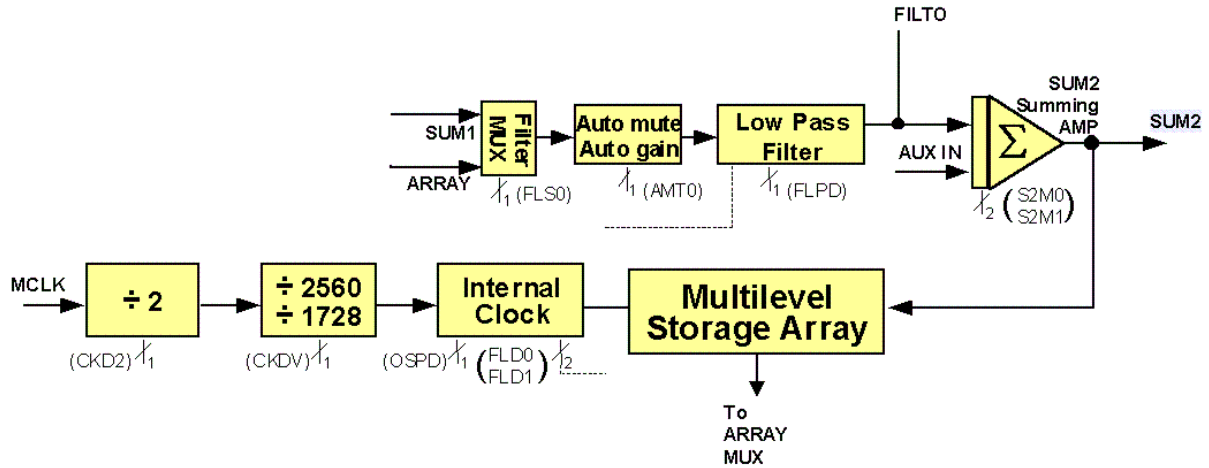 FILTO
SUM2
Summing
AMP
SUM2
SUM1
ARRAY
Filter
MUX
1 (FLS0)
Auto mute
Auto gain
1 (AMT0)
Low Pass
Filter
1 (FLPD)
AUX IN
Σ
2 (S2M0
S2M1)
MCLK
÷ 2
(CKD2) 1
÷ 2560
÷ 1728
(CKDV) 1
Internal
Clock
(OSPD) 1
(FLD0
FLD1) 2
Multilevel
Storage Array
To
ARRAY
MUX